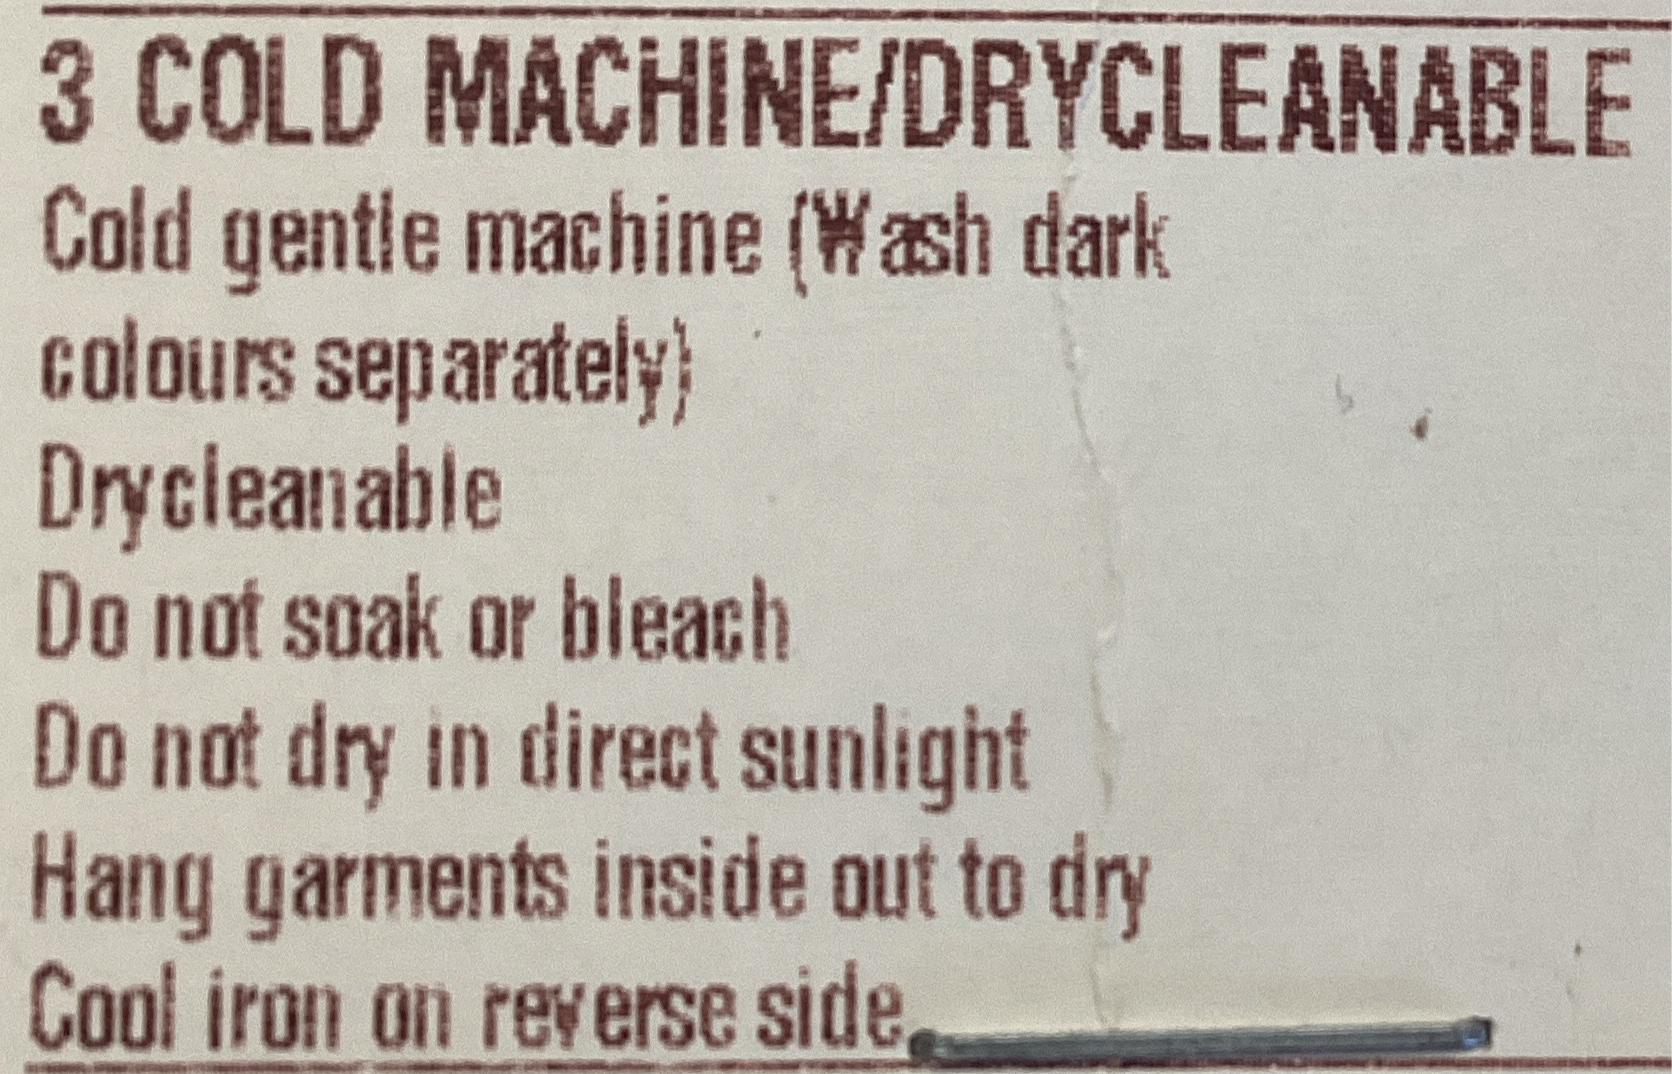 3 COLD MACHINE/DRYCLEANABLE
Cold gentle machine (Wash dark
colours separately)
Drycleanable
Do not soak or bleach
Do not dry in direct sunlight
Hang garments inside out to dry
Cool iron on reverse side